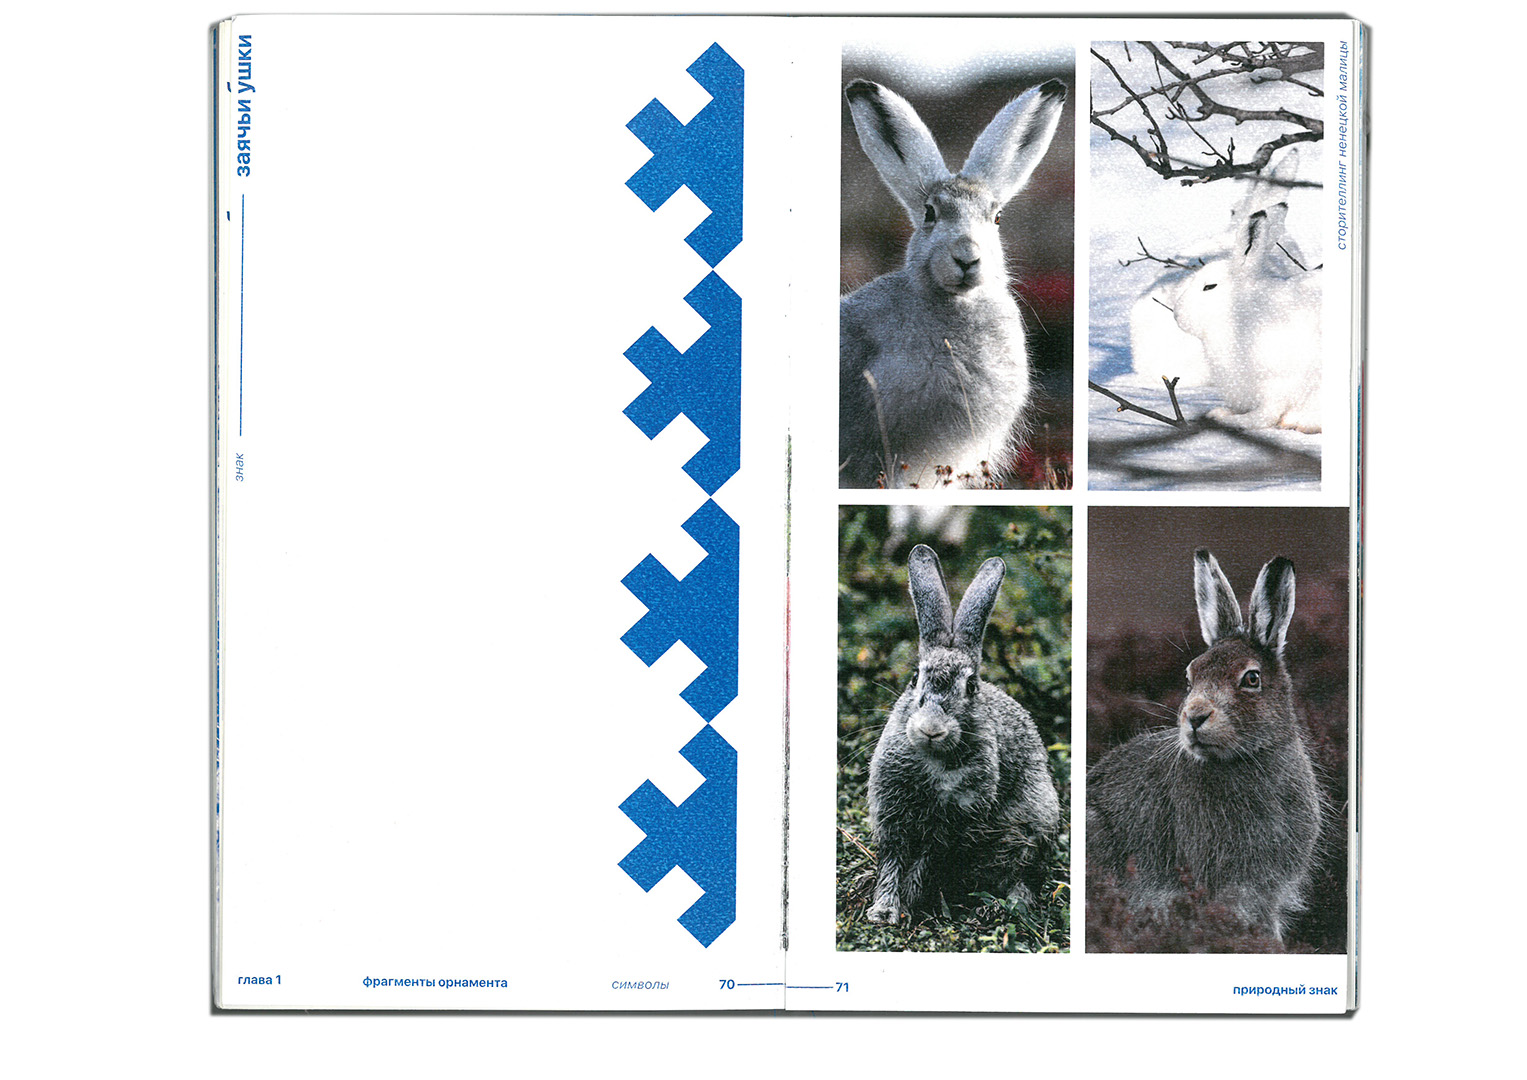 заячьи ушки
знак
сторителлинг ненецкой малицы
глава 1
фрагменты орнамента
символы
70
71
природный знак